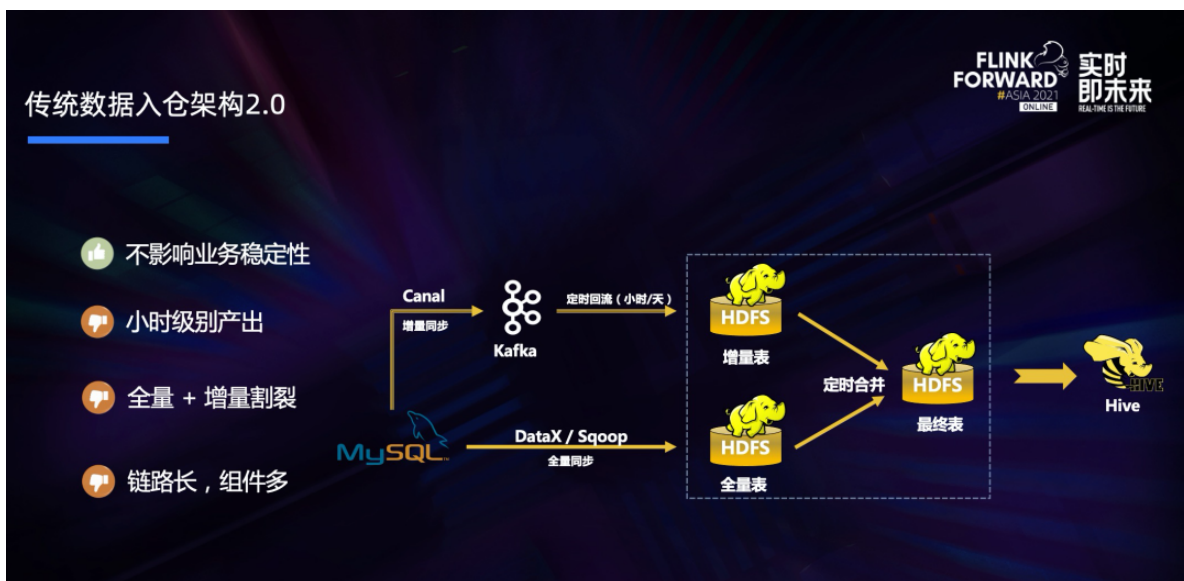 FLINK
FORWARD
#ASIA 2021
ONLINE
实时
即未来
REAL-TIME IS THE FUTURE
传统数据入仓架构2.0
不影响业务稳定性
小时级别产出
全量 + 增量割裂
链路长，组件多
Canal
增量同步
Kafka
定时回流（小时/天）
HDFS
增量表
MySQL
DataX / Sqoop
全量同步
HDFS
全量表
定时合并
HDFS
最终表
HIVE
Hive